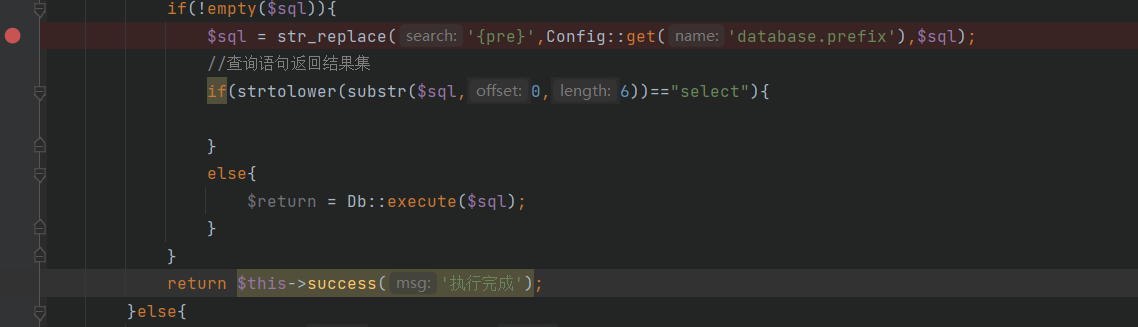 if(!empty($sql)){
$sql = str_replace( search: '{pre}',Config::get( name: 'database.prefix'),$sql);
//查询语句返回结果集
if(strtolower(substr($sql, offset: 0, length: 6))=="select"){
}
else{
$return = Db::execute($sql);
}
}
return $this->success( msg: '执行完成');
}else{